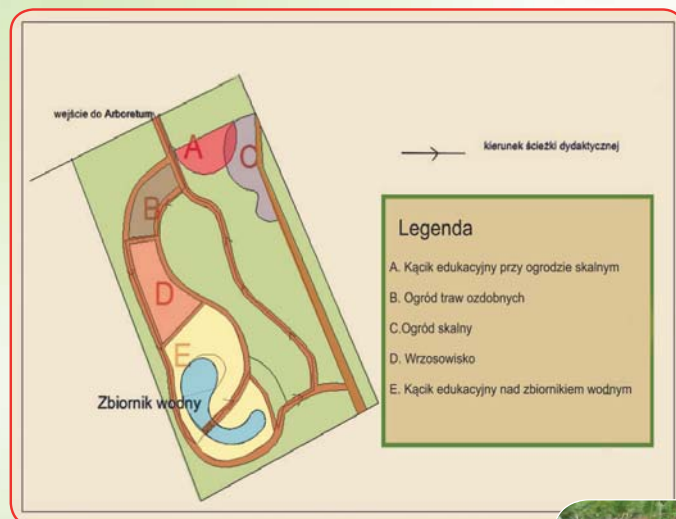 wejście do Arboretum
kierunek ścieżki dydaktycznej
A
C
B
D
E
Zbiornik wodny
Legenda
A. Kącik edukacyjny przy ogrodzie skalnym
B. Ogród traw ozdobnych
C.Ogród skalny
D. Wrzosowisko
E. Kącik edukacyjny nad zbiornikiem wodnym